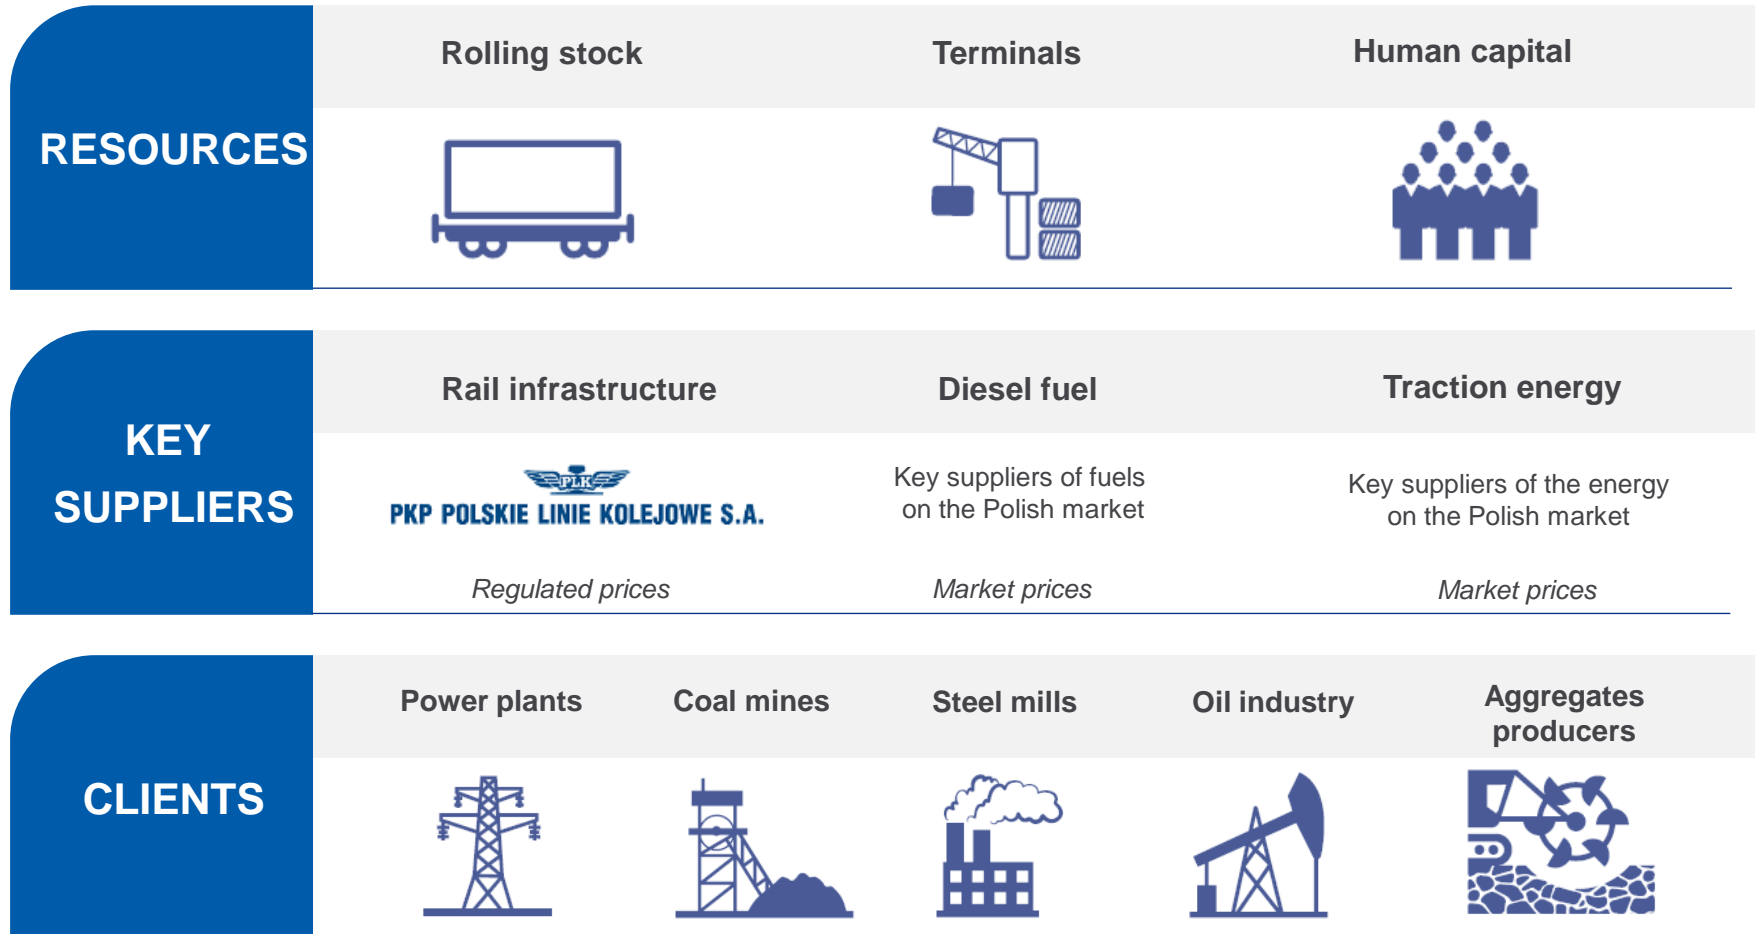 RESOURCES
Rolling stock
Terminals
Human capital
KEY
SUPPLIERS
Rail infrastructure
Diesel fuel
Traction energy
PLK
PKP POLSKIE LINIE KOLEJOWE S.A.
Key suppliers of fuels
on the Polish market
Key suppliers of the energy
on the Polish market
Regulated prices
Market prices
Market prices
CLIENTS
Power plants
Coal mines
Steel mills
Oil industry
Aggregates
producers